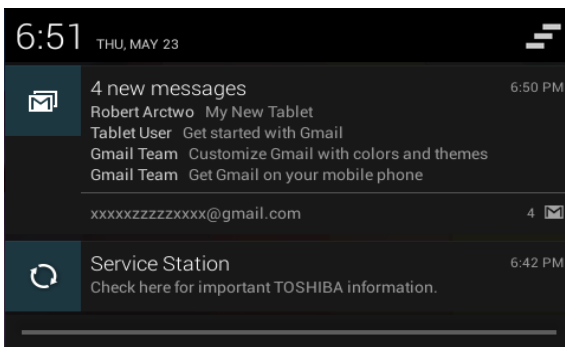 6:51 THU, MAY 23
4 new messages 6:50 PM
Robert Arctwo My New Tablet
Tablet User Get started with Gmail
Gmail Team Customize Gmail with colors and themes
Gmail Team Get Gmail on your mobile phone
xxxxxzzzzzxxxx@gmail.com 4
Service Station 6:42 PM
Check here for important TOSHIBA information.